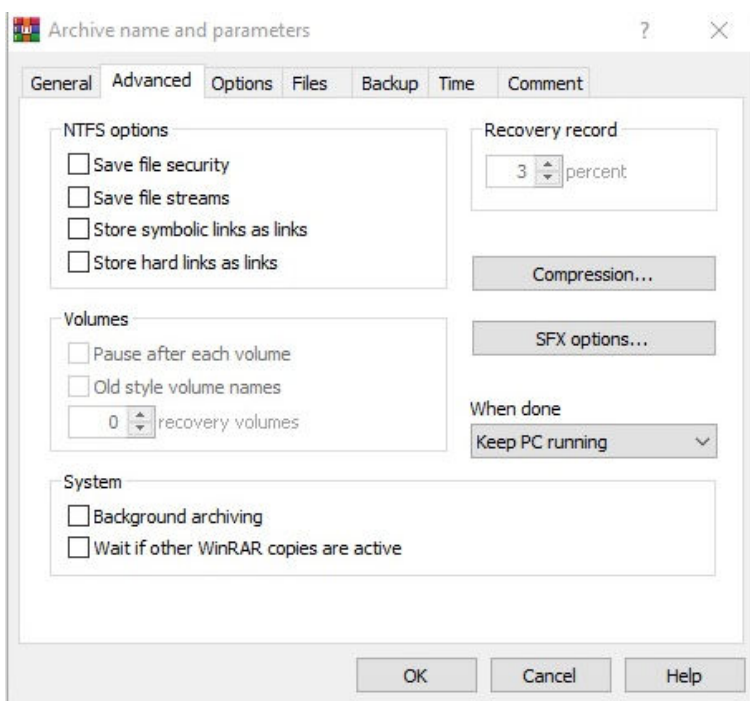 Archive name and parameters ?
General Advanced Options Files Backup Time Comment
NTFS options
Save file security
Save file streams
Store symbolic links as links
Store hard links as links
Recovery record
3 percent
Compression...
SFX options...
Volumes
Pause after each volume
Old style volume names
0 recovery volumes
When done
Keep PC running
System
Background archiving
Wait if other WinRAR copies are active
OK Cancel Help